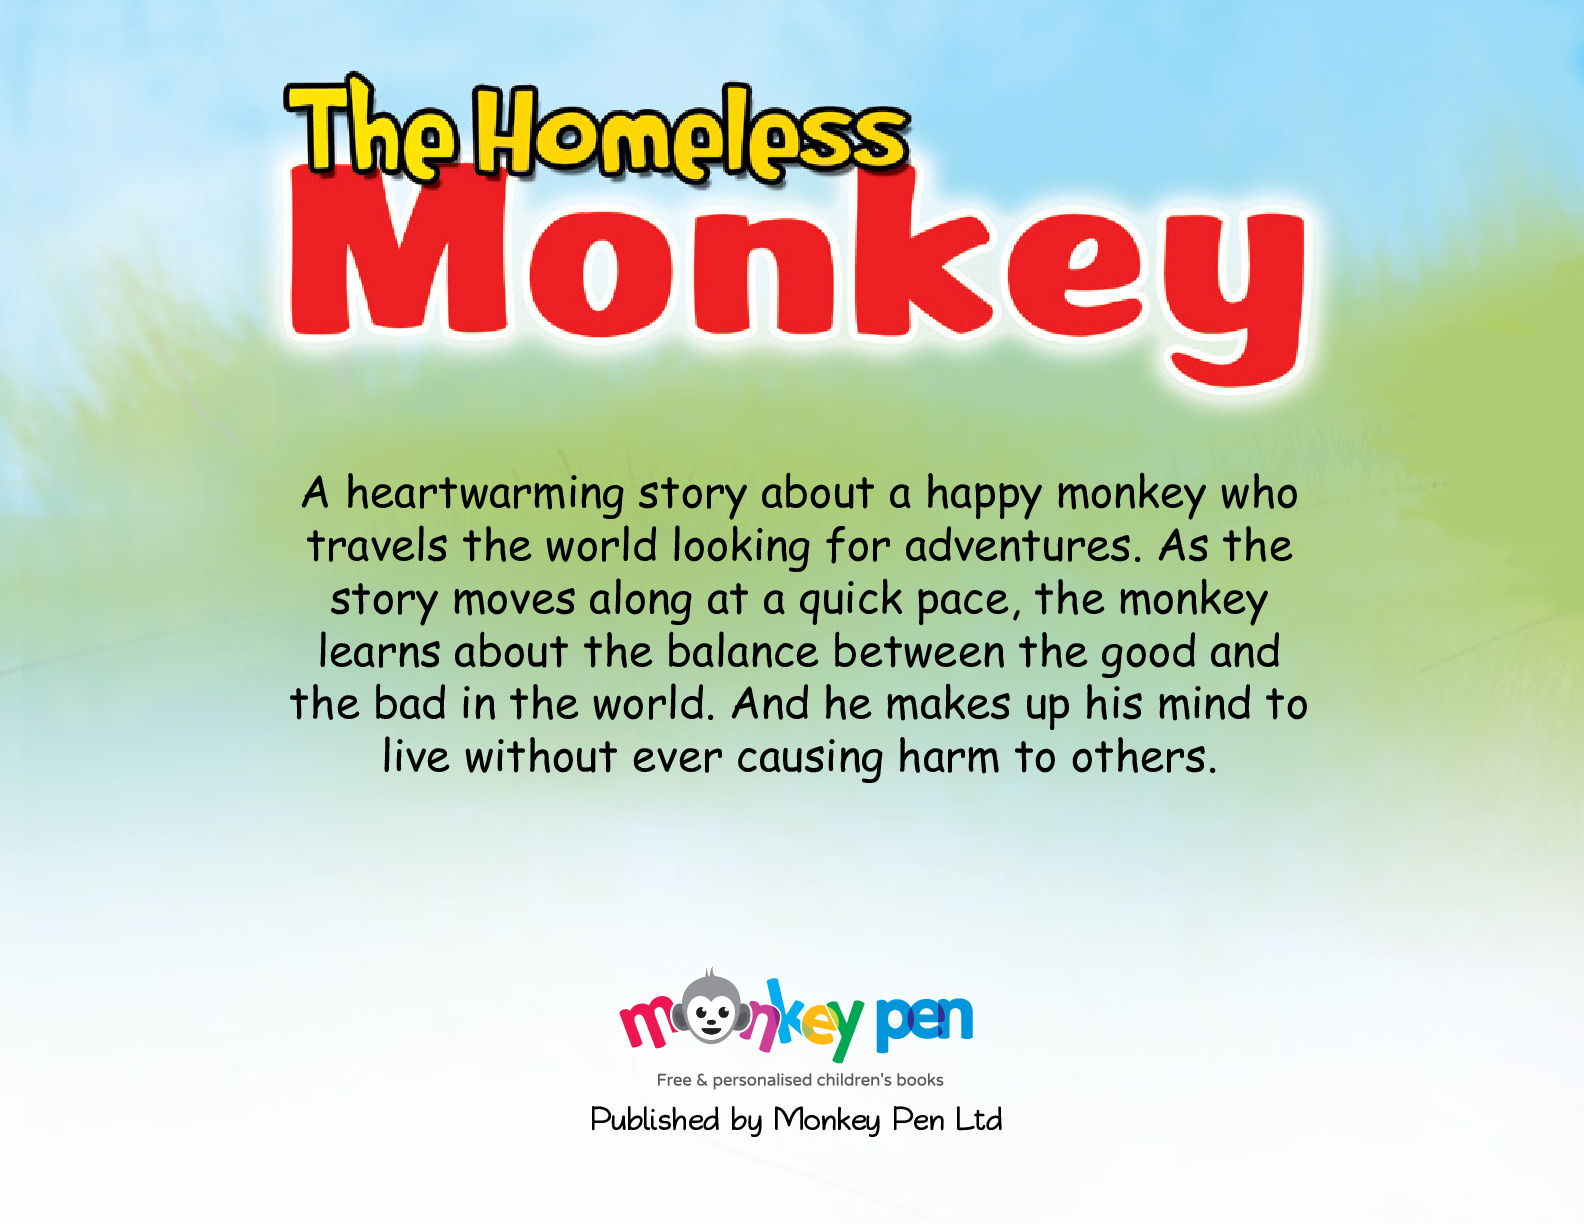 The Homeless
Monkey
A heartwarming story about a happy monkey who
travels the world looking for adventures. As the
story moves along at a quick pace, the monkey
learns about the balance between the good and
the bad in the world. And he makes up his mind to
live without ever causing harm to others.
monkey pen
Free & personalised children's books
Published by Monkey Pen Ltd